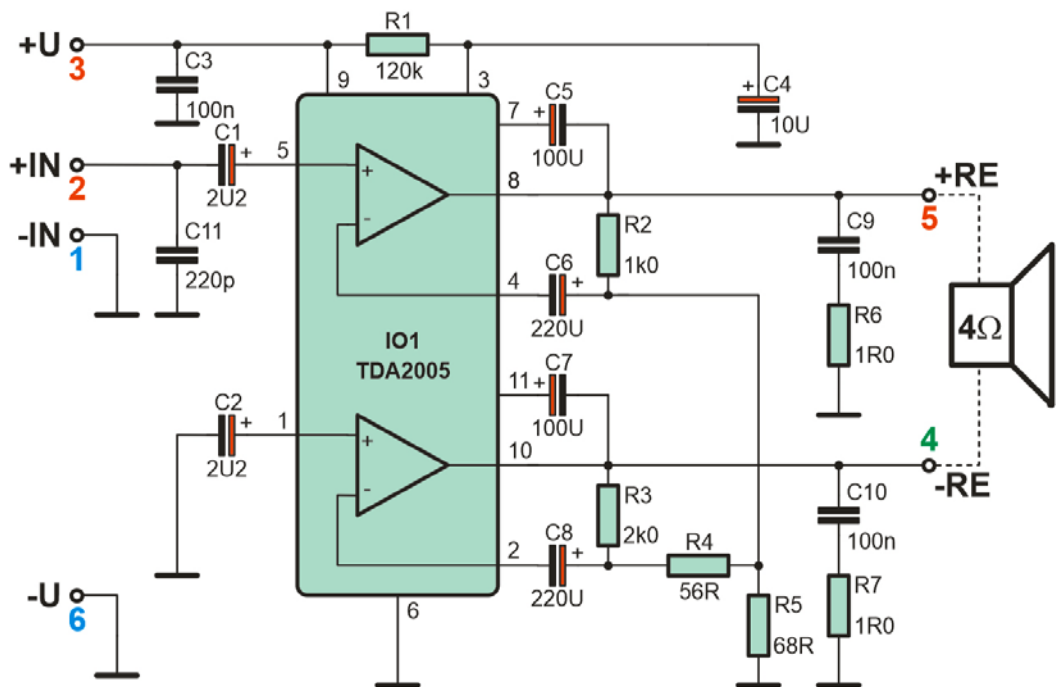 +U
3
C3
100n
R1
120k
9
3
7
C5
+
100U
+
C4
10U
+IN
2
-IN
1
C11
220p
C1
+
2U2
5
+
-
8
R2
1k0
4
C6
+
220U
+RE
5
C9
100n
R6
1R0
4Ω
IO1
TDA2005
11
C7
+
100U
C2
+
2U2
1
+
-
10
R3
2k0
2
C8
+
220U
R4
56R
R5
68R
4
-RE
C10
100n
R7
1R0
-U
6
6